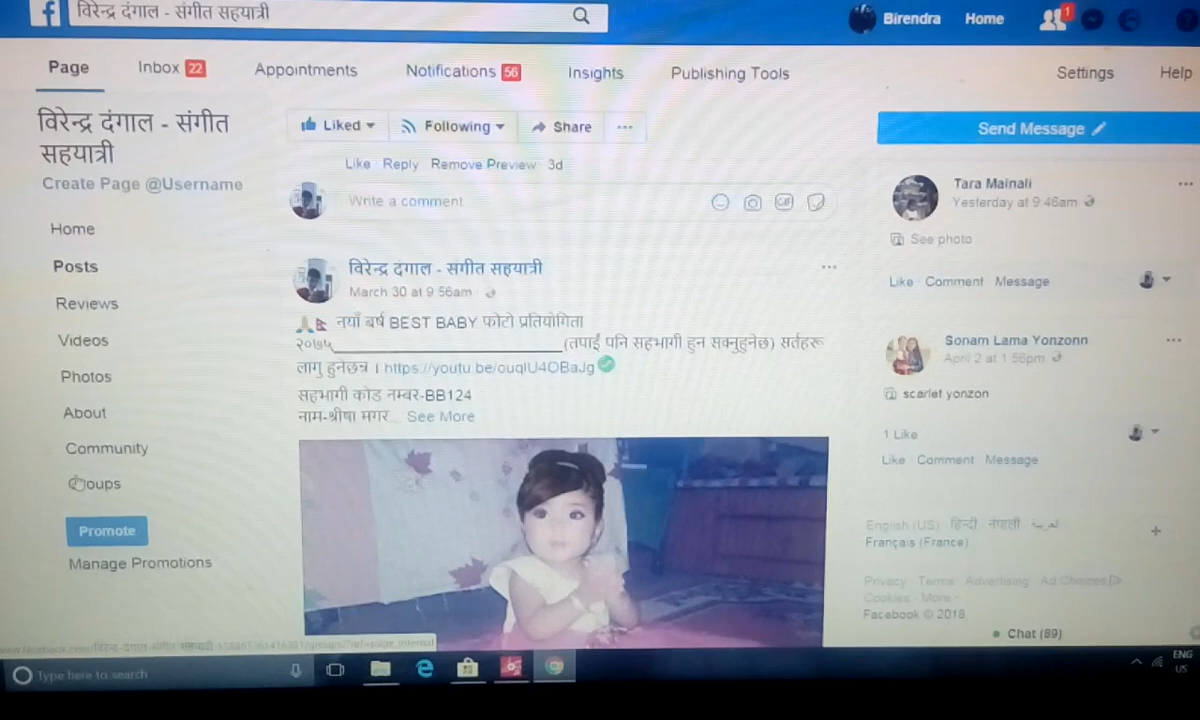 विरेन्द्र दंगाल - संगीत सहयात्री
Birendra Home 1
Page Inbox 22 Appointments Notifications 56 Insights Publishing Tools Settings Help
विरेन्द्र दंगाल - संगीत
सहयात्री
Create Page @Username
Home
Posts
Reviews
Videos
Photos
About
Community
oups
Promote
Manage Promotions
Liked Following Share
Like Reply Remove Preview 3d
Write a comment
GIF
विरेन्द्र दंगाल - संगीत सहयात्री
March 30 at 9:56am
नयाँ बर्ष BEST BABY फोटो प्रतियोगिता
२०७५____________________(तपाईं पनि सहभागी हुन सक्नुहुनेछ) सर्तहरू
लागु हुनेछन्र । https://youtu.be/ouqIU4OBaJg
सहभागी कोड नम्बर-BB124
नाम-श्रीषा मगर... See More
Send Message
Tara Mainali
Yesterday at 9:46am
See photo
Like Comment Message
Sonam Lama Yonzonn
April 2 at 1:56pm
scarlet yonzon
1 Like
Like Comment Message
English (US) हिन्दी नेपाली العربية
Français (France)
Privacy Terms Advertising Ad Choices
Cookies More
Facebook © 2018
Chat (89)
Type here to search
ENG
US